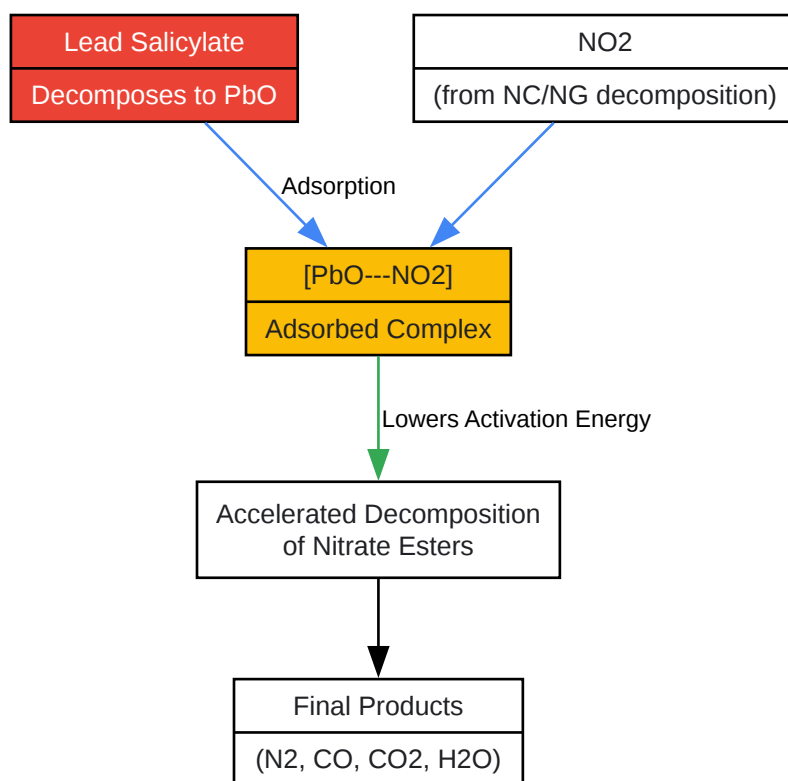 Lead Salicylate
Decomposes to PbO
NO2
(from NC/NG decomposition)
Adsorption
[PbO---NO2]
Adsorbed Complex
Lowers Activation Energy
Accelerated Decomposition
of Nitrate Esters
Final Products
(N2, CO, CO2, H2O)